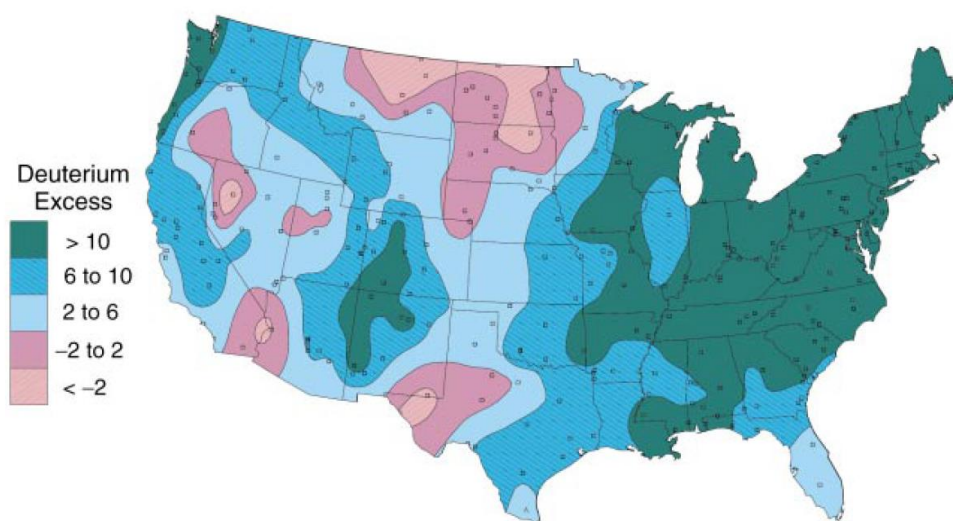 Deuterium
Excess
> 10
6 to 10
2 to 6
−2 to 2
< −2